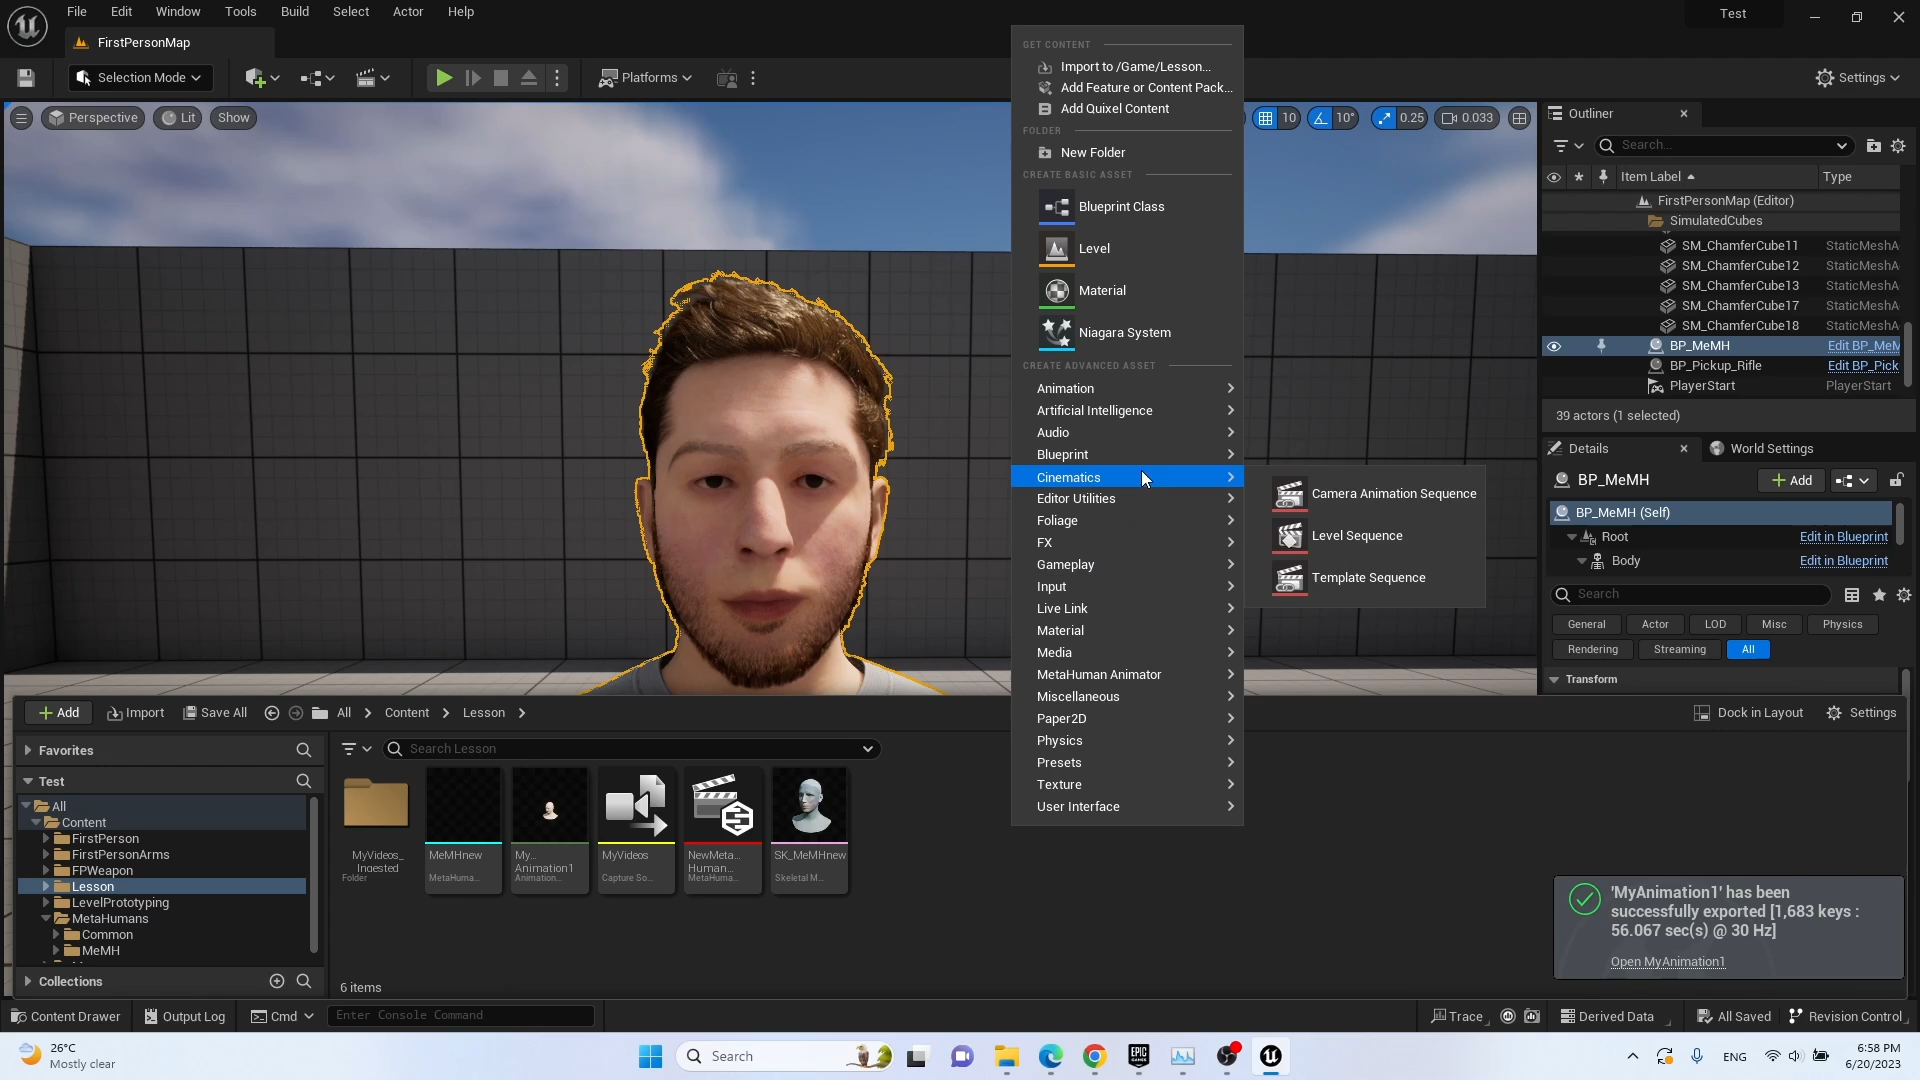 File Edit Window Tools Build Select Actor Help
Test
FirstPersonMap
Selection Mode
Platforms
Settings
Perspective
Lit
Show
10
10°
0.25
0.033
GET CONTENT
Import to /Game/Lesson...
Add Feature or Content Pack...
Add Quixel Content
FOLDER
New Folder
CREATE BASIC ASSET
Blueprint Class
Level
Material
Niagara System
CREATE ADVANCED ASSET
Animation
Artificial Intelligence
Audio
Blueprint
Cinematics
Editor Utilities
Foliage
FX
Gameplay
Input
Live Link
Material
Media
MetaHuman Animator
Miscellaneous
Paper2D
Physics
Presets
Texture
User Interface
Camera Animation Sequence
Level Sequence
Template Sequence
Outliner
Search...
Item Label
Type
FirstPersonMap (Editor)
SimulatedCubes
SM_ChamferCube11 StaticMeshA
SM_ChamferCube12 StaticMeshA
SM_ChamferCube13 StaticMeshA
SM_ChamferCube17 StaticMeshA
SM_ChamferCube18 StaticMeshA
BP_MeMH Edit BP_MeM
BP_Pickup_Rifle Edit BP_Pick
PlayerStart PlayerStart
39 actors (1 selected)
Details
World Settings
BP_MeMH
Add
BP_MeMH (Self)
Root Edit in Blueprint
Body Edit in Blueprint
Search
General Actor LOD Misc Physics
Rendering Streaming All
Transform
Add
Import
Save All
All
Content
Lesson
Dock in Layout
Settings
Favorites
Test
All
Content
FirstPerson
FirstPersonArms
FPWeapon
Lesson
LevelPrototyping
MetaHumans
Common
MeMH
Collections
Search Lesson
MyVideos_
Ingested
Folder
MeMHnew
MetaHuma...
My...
Animation1
Animation...
MyVideos
Capture So...
NewMeta...
Human...
MetaHuma...
SK_MeMHnew
Skeletal M...
6 items
'MyAnimation1' has been
successfully exported [1,683 keys :
56.067 sec(s) @ 30 Hz]
Open MyAnimation1
Content Drawer
Output Log
Cmd
Enter Console Command
Trace
Derived Data
All Saved
Revision Control
26°C
Mostly clear
Search
EPIC
GAMES
ENG
6:58 PM
6/20/2023